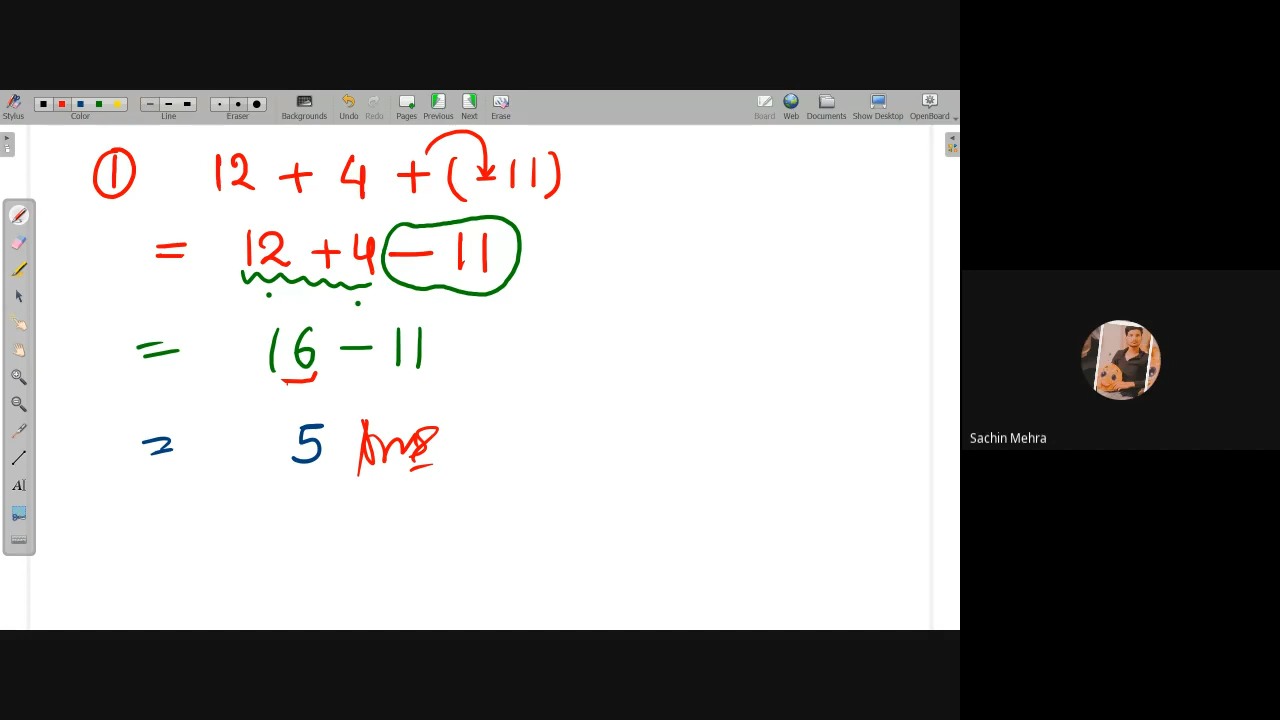 Stylus
Color
Line
Eraser
Backgrounds
Undo
Redo
Pages
Previous
Next
Erase
Board
Web
Documents
Show Desktop
OpenBoard
① 12 + 4 + (-11)
= 12 + 4 - 11
= 16 - 11
= 5 Ans
Sachin Mehra